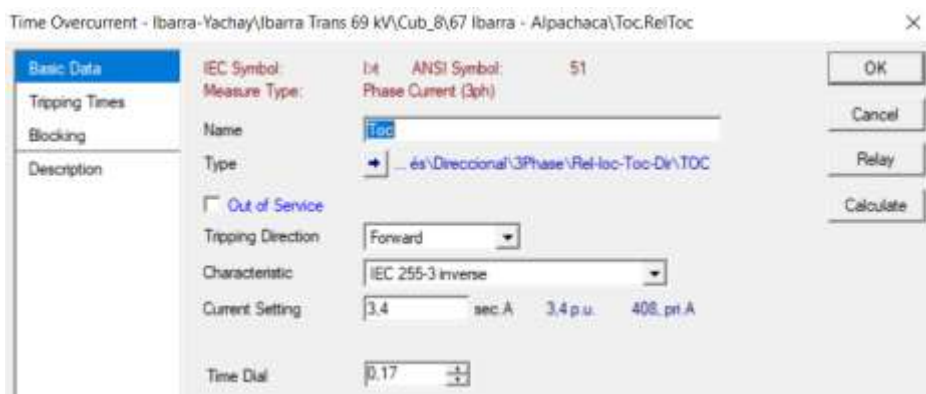 Time Overcurrent - Ibarra-Yachay\Ibarra Trans 69 kV\Cub_8\67 Ibarra - Alpachaca\Toc.RelToc
Basic Data
Tripping Times
Blocking
Description
IEC Symbol: I>t ANSI Symbol: 51
Measure Type: Phase Current (3ph)
Name Toc
Type ... és\Direccional\3Phase\Rel-Ioc-Toc-Dir\TOC
Out of Service
Tripping Direction Forward
Characteristic IEC 255-3 inverse
Current Setting 3,4 sec.A 3,4 p.u. 408, pri.A
Time Dial 0,17
OK
Cancel
Relay
Calculate